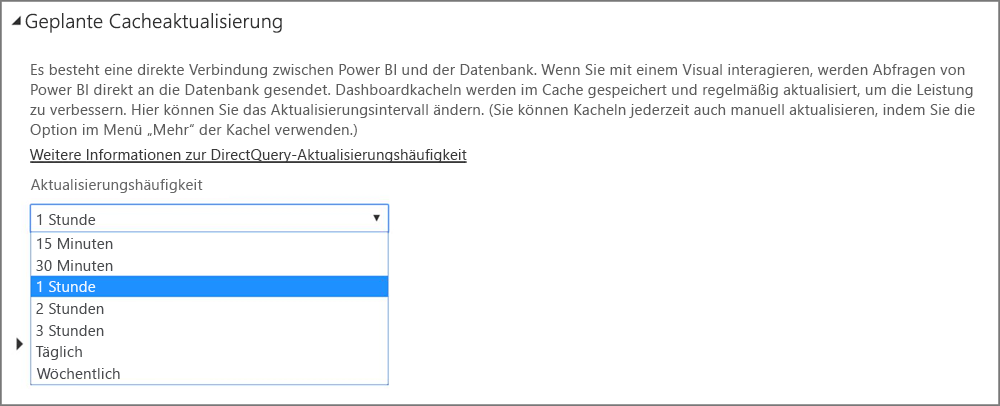 Geplante Cacheaktualisierung
Es besteht eine direkte Verbindung zwischen Power BI und der Datenbank. Wenn Sie mit einem Visual interagieren, werden Abfragen von
Power BI direkt an die Datenbank gesendet. Dashboardkacheln werden im Cache gespeichert und regelmäßig aktualisiert, um die Leistung
zu verbessern. Hier können Sie das Aktualisierungsintervall ändern. (Sie können Kacheln jederzeit auch manuell aktualisieren, indem Sie die
Option im Menü „Mehr“ der Kachel verwenden.)
Weitere Informationen zur DirectQuery-Aktualisierungshäufigkeit
Aktualisierungshäufigkeit
1 Stunde
15 Minuten
30 Minuten
1 Stunde
2 Stunden
3 Stunden
Täglich
Wöchentlich